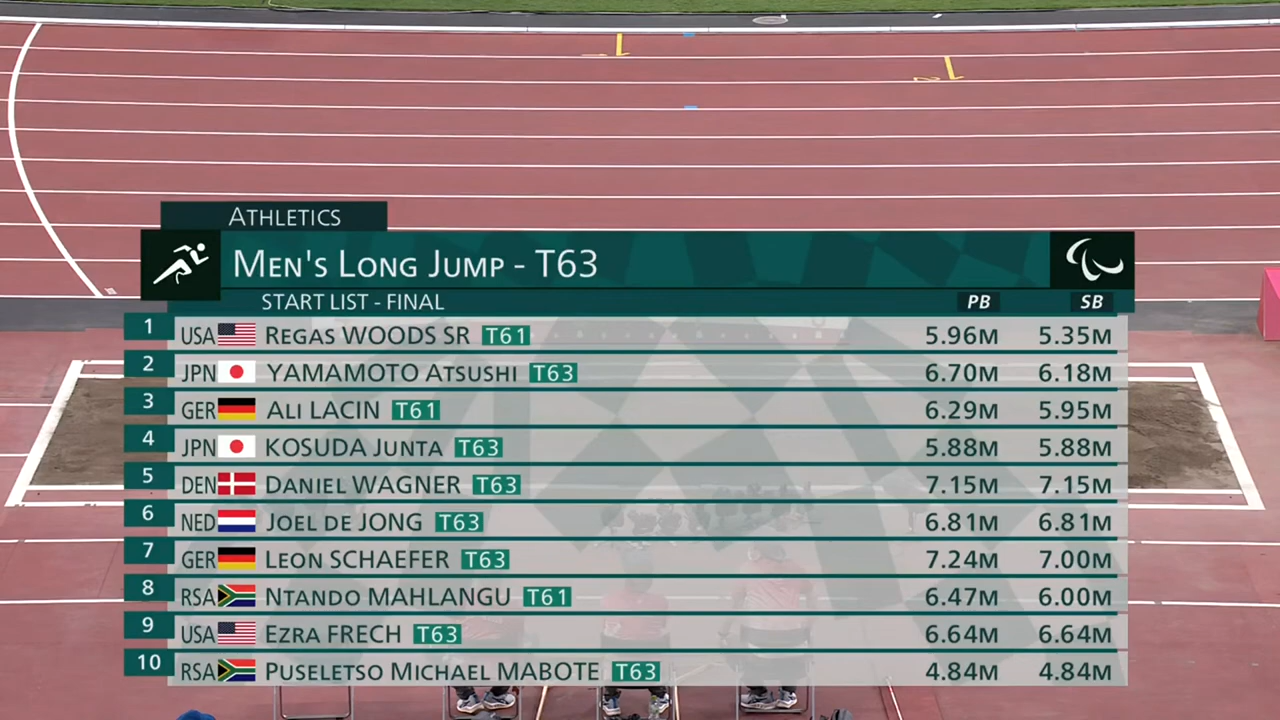 ATHLETICS
MEN'S LONG JUMP - T63
START LIST - FINAL PB SB
1 USA REGAS WOODS SR T61 5.96M 5.35M
2 JPN YAMAMOTO ATSUSHI T63 6.70M 6.18M
3 GER ALI LACIN T61 6.29M 5.95M
4 JPN KOSUDA JUNTA T63 5.88M 5.88M
5 DEN DANIEL WAGNER T63 7.15M 7.15M
6 NED JOEL DE JONG T63 6.81M 6.81M
7 GER LEON SCHAEFER T63 7.24M 7.00M
8 RSA NTANDO MAHLANGU T61 6.47M 6.00M
9 USA EZRA FRECH T63 6.64M 6.64M
10 RSA PUSELETSO MICHAEL MABOTE T63 4.84M 4.84M